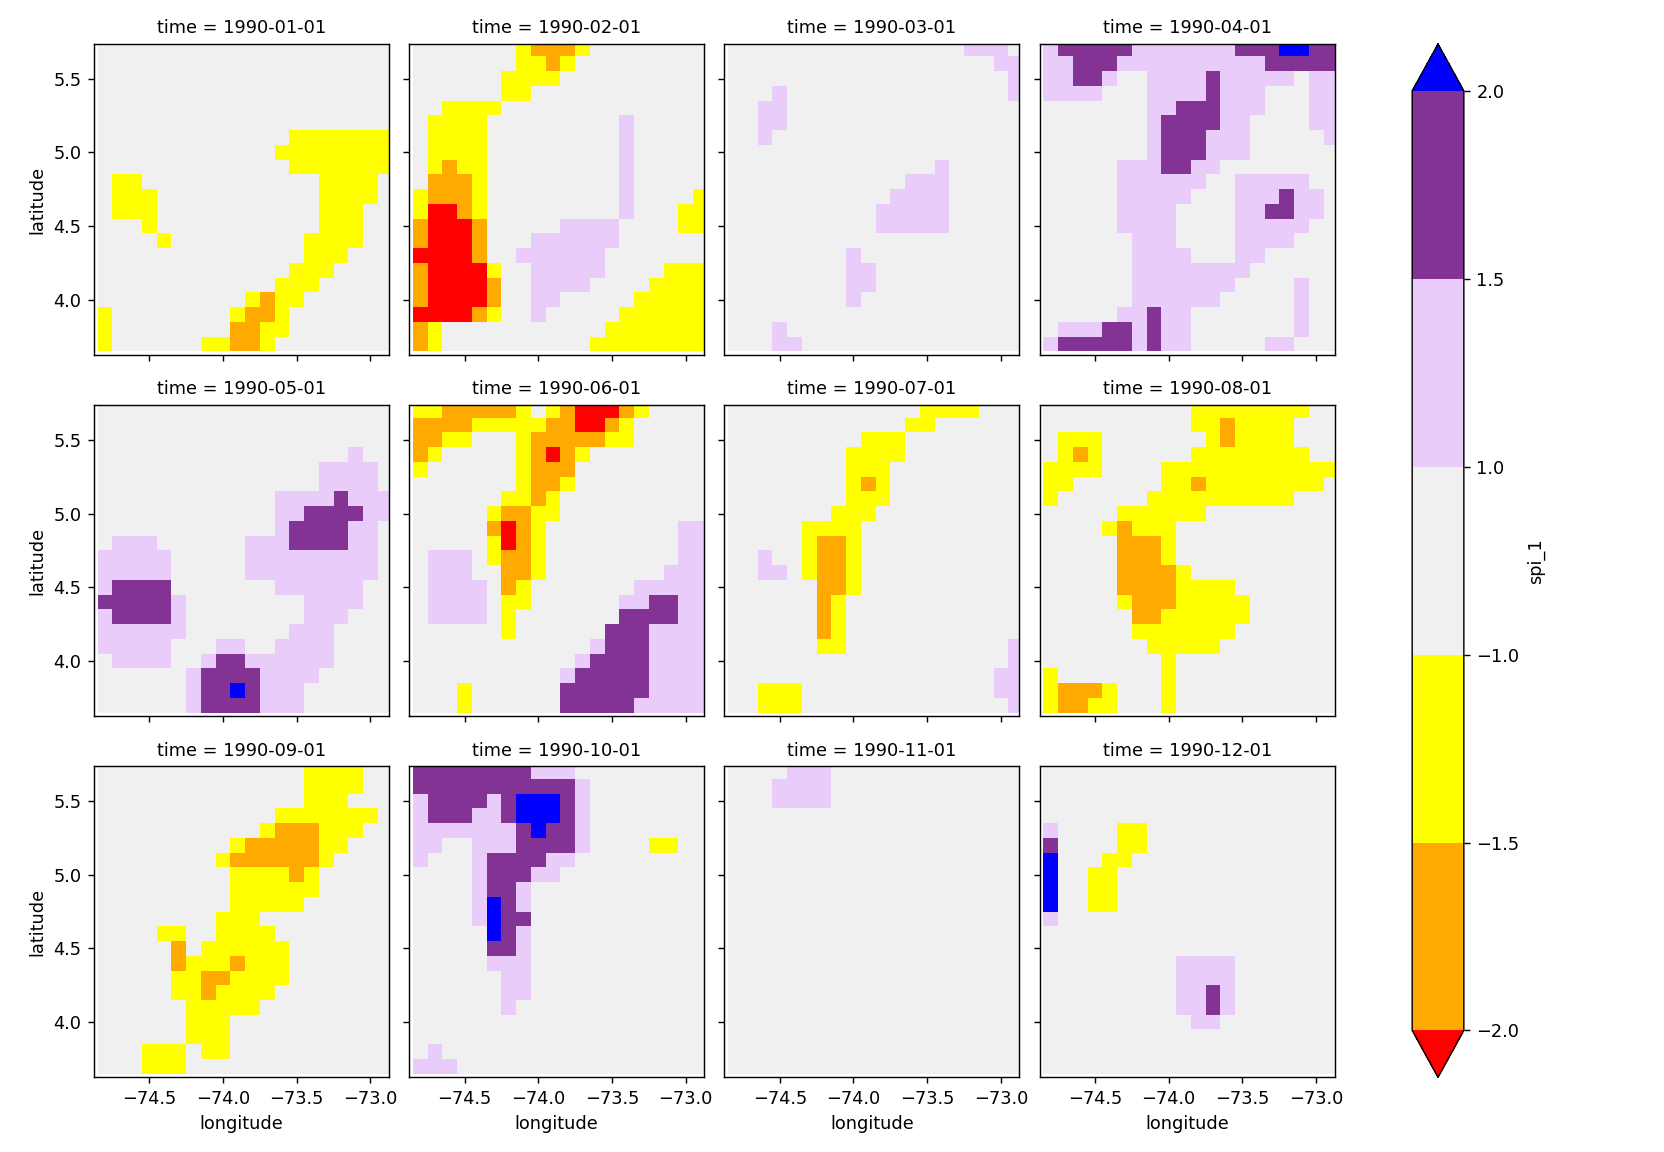 time = 1990-01-01
time = 1990-02-01
time = 1990-03-01
time = 1990-04-01
latitude
5.5
5.0
4.5
4.0
time = 1990-05-01
time = 1990-06-01
time = 1990-07-01
time = 1990-08-01
latitude
5.5
5.0
4.5
4.0
time = 1990-09-01
time = 1990-10-01
time = 1990-11-01
time = 1990-12-01
latitude
5.5
5.0
4.5
4.0
−74.5 −74.0 −73.5 −73.0
longitude
−74.5 −74.0 −73.5 −73.0
longitude
−74.5 −74.0 −73.5 −73.0
longitude
−74.5 −74.0 −73.5 −73.0
longitude
2.0
1.5
1.0
−1.0
−1.5
−2.0
spi_1